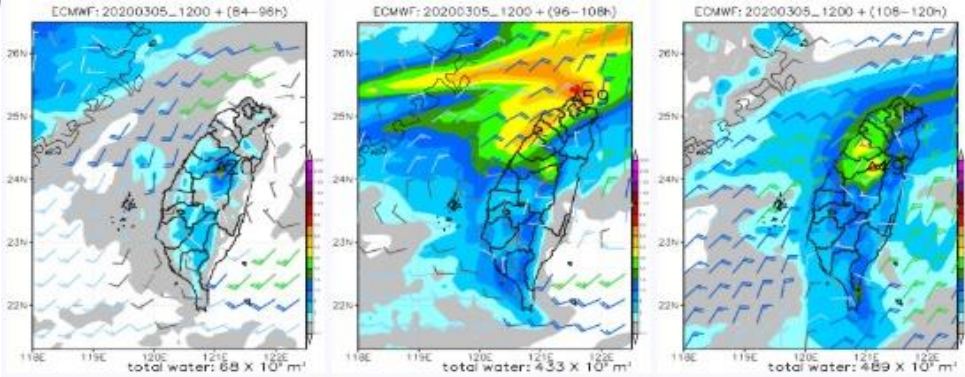 ECMWF: 20200305_1200 + (84-96h)
26N
25N
24N
23N
22N
118E 119E 120E 121E 122E
total water: 68 X 10⁶ m³
ECMWF: 20200305_1200 + (96-108h)
26N
25N
24N
23N
22N
118E 119E 120E 121E 122E
59
total water: 433 X 10⁶ m³
ECMWF: 20200305_1200 + (108-120h)
26N
25N
24N
23N
22N
118E 119E 120E 121E 122E
total water: 489 X 10⁶ m³